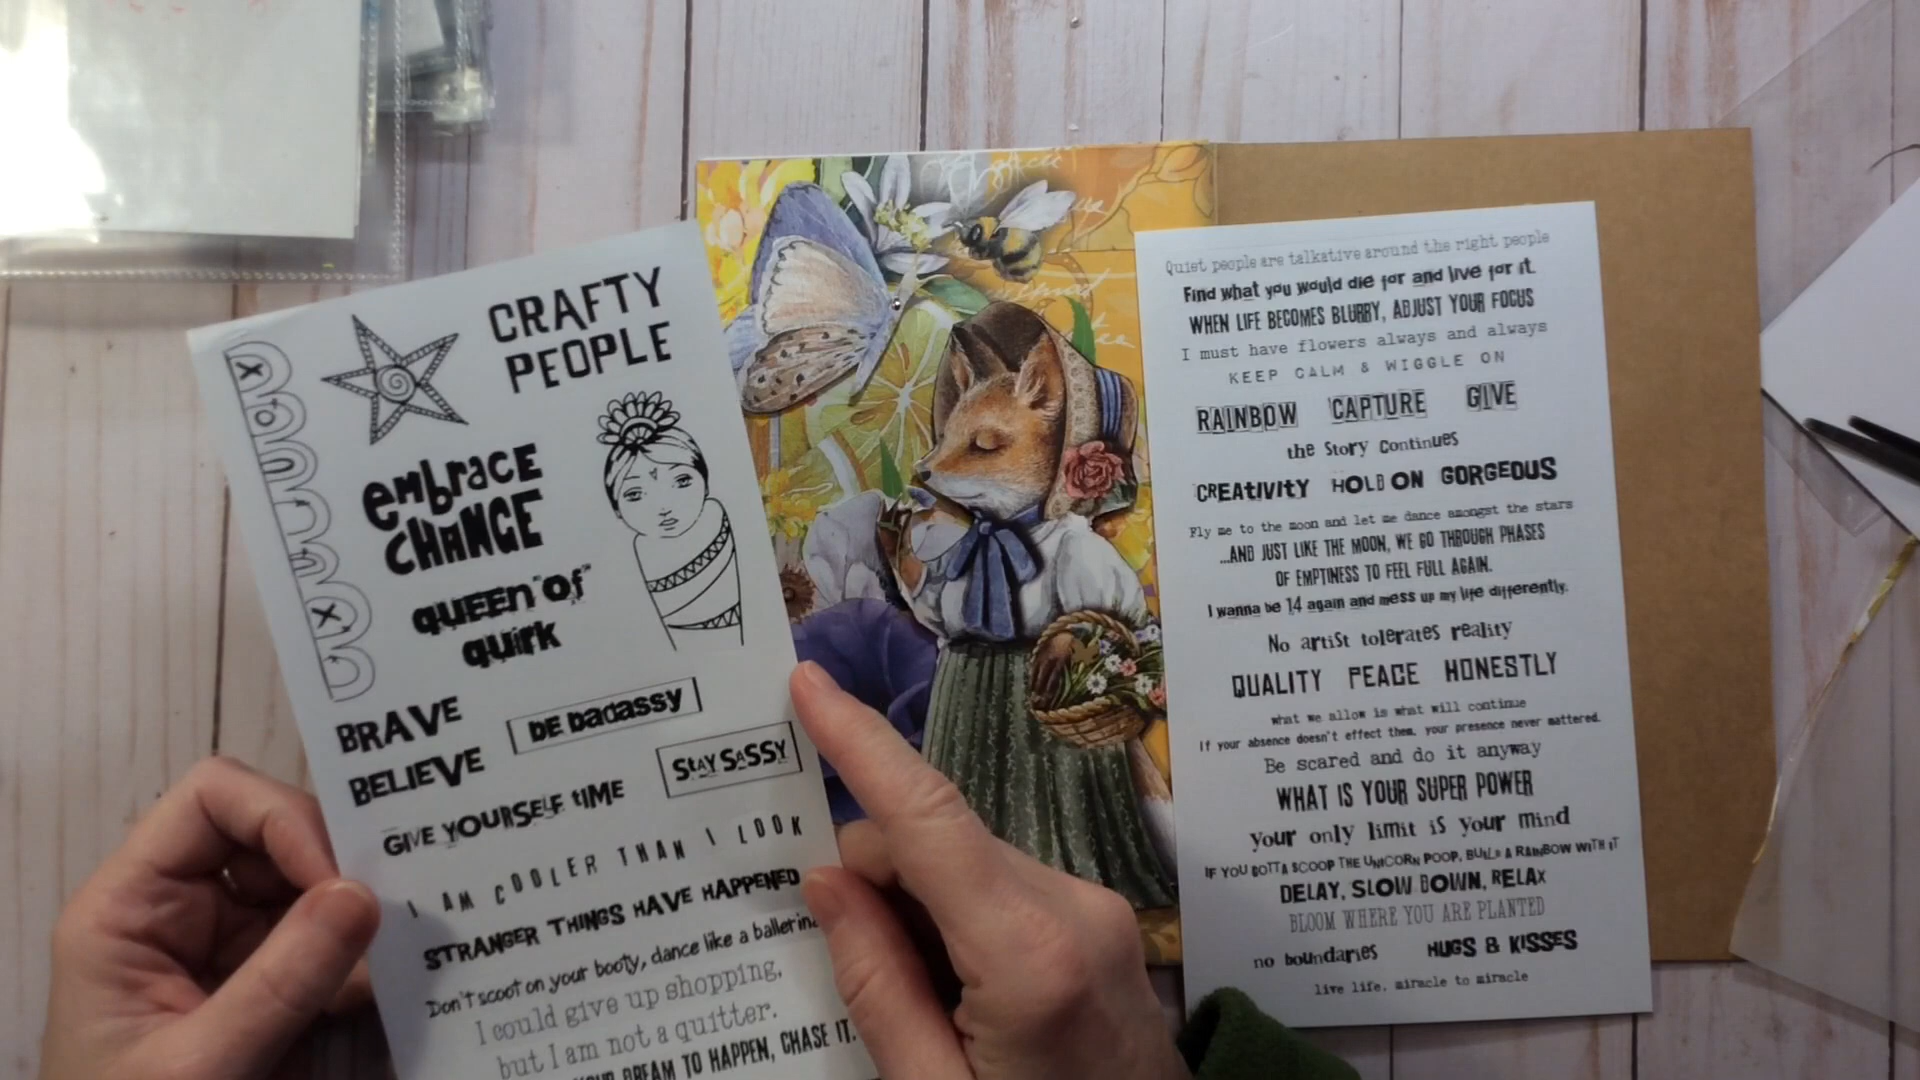 CRAFTY
PEOPLE
embrace
CHANGE
queen of
quirk
BRAVE
BELIEVE
BE badassy
STAY SASSY
GIVE YOURSELF tIME
I AM COOLER THAN I LOOK
STRANGER THINGS HAVE HAPPENED
Don't scoot on your booty, dance like a ballerina
I could give up shopping,
but I am not a quitter.
YOUR DREAM TO HAPPEN, CHASE IT.
Quiet people are talkative around the right people
Find what you would die for and live for it.
WHEN LIFE BECOMES BLURRY, ADJUST YOUR FOCUS
I must have flowers always and always
KEEP CALM & WIGGLE ON
RAINBOW CAPTURE GIVE
the Story Continues
CREATIVITY HOLD ON GORGEOUS
Fly me to the moon and let me dance amongst the stars
...AND JUST LIKE THE MOON, WE GO THROUGH PHASES
OF EMPTINESS TO FEEL FULL AGAIN.
I wanna be 14 again and mess up my life differently.
No artist tolerates reality
QUALITY PEACE HONESTLY
what we allow is what will continue
If your absence doesn't effect them, your presence never mattered.
Be scared and do it anyway
WHAT IS YOUR SUPER POWER
your only limit is your mind
IF YOU GOTTA SCOOP THE UNICORN POOP, BUILD A RAINBOW WITH IT
DELAY, SLOW DOWN, RELAX
BLOOM WHERE YOU ARE PLANTED
no boundaries HUGS & KISSES
live life, miracle to miracle